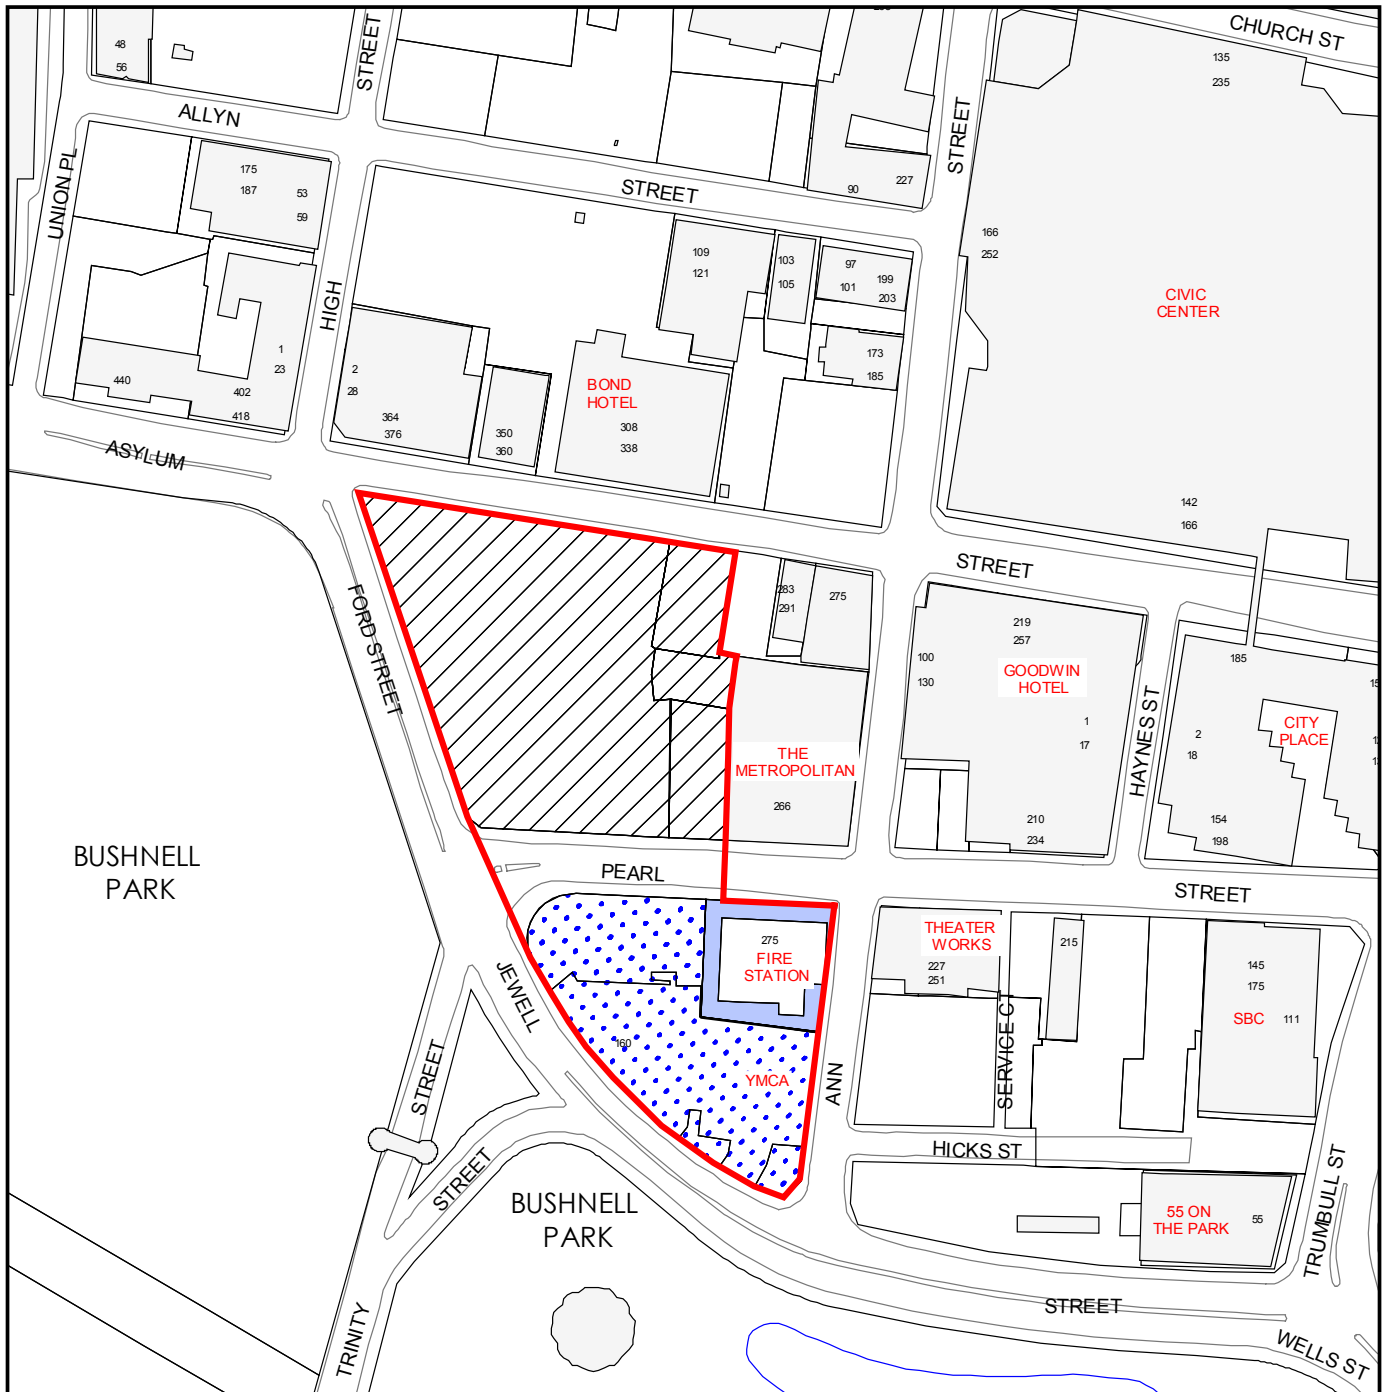 CHURCH ST
135
235
48
56
STREET
ALLYN
STREET
175
187
53
59
UNION PL
STREET
90
227
166
252
109
121
103
105
97
101
199
203
CIVIC
CENTER
HIGH
1
23
2
28
173
185
440
402
418
364
376
350
360
BOND
HOTEL
308
338
ASYLUM
142
166
STREET
283
291
275
FORD STREET
219
257
100
130
GOODWIN
HOTEL
1
17
HAYNES ST
185
2
18
CITY
PLACE
THE
METROPOLITAN
266
210
234
154
198
BUSHNELL
PARK
PEARL
STREET
275
FIRE
STATION
THEATER
WORKS
227
251
215
145
175
SBC
111
JEWELL
160
YMCA
ANN
SERVICE CT
STREET
HICKS ST
STREET
BUSHNELL
PARK
55 ON
THE PARK
55
TRUMBULL ST
STREET
TRINITY
WELLS ST